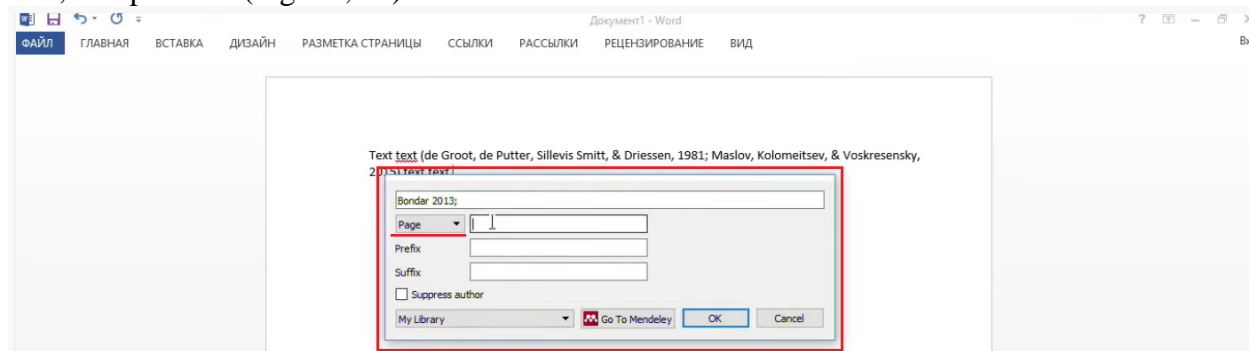 Документ1 - Word
ФАЙЛ ГЛАВНАЯ ВСТАВКА ДИЗАЙН РАЗМЕТКА СТРАНИЦЫ ССЫЛКИ РАССЫЛКИ РЕЦЕНЗИРОВАНИЕ ВИД
Text text (de Groot, de Putter, Sillevis Smitt, & Driessen, 1981; Maslov, Kolomeitsev, & Voskresensky,
2015) text text
Bondar 2013;
Page
Prefix
Suffix
Suppress author
My Library Go To Mendeley OK Cancel